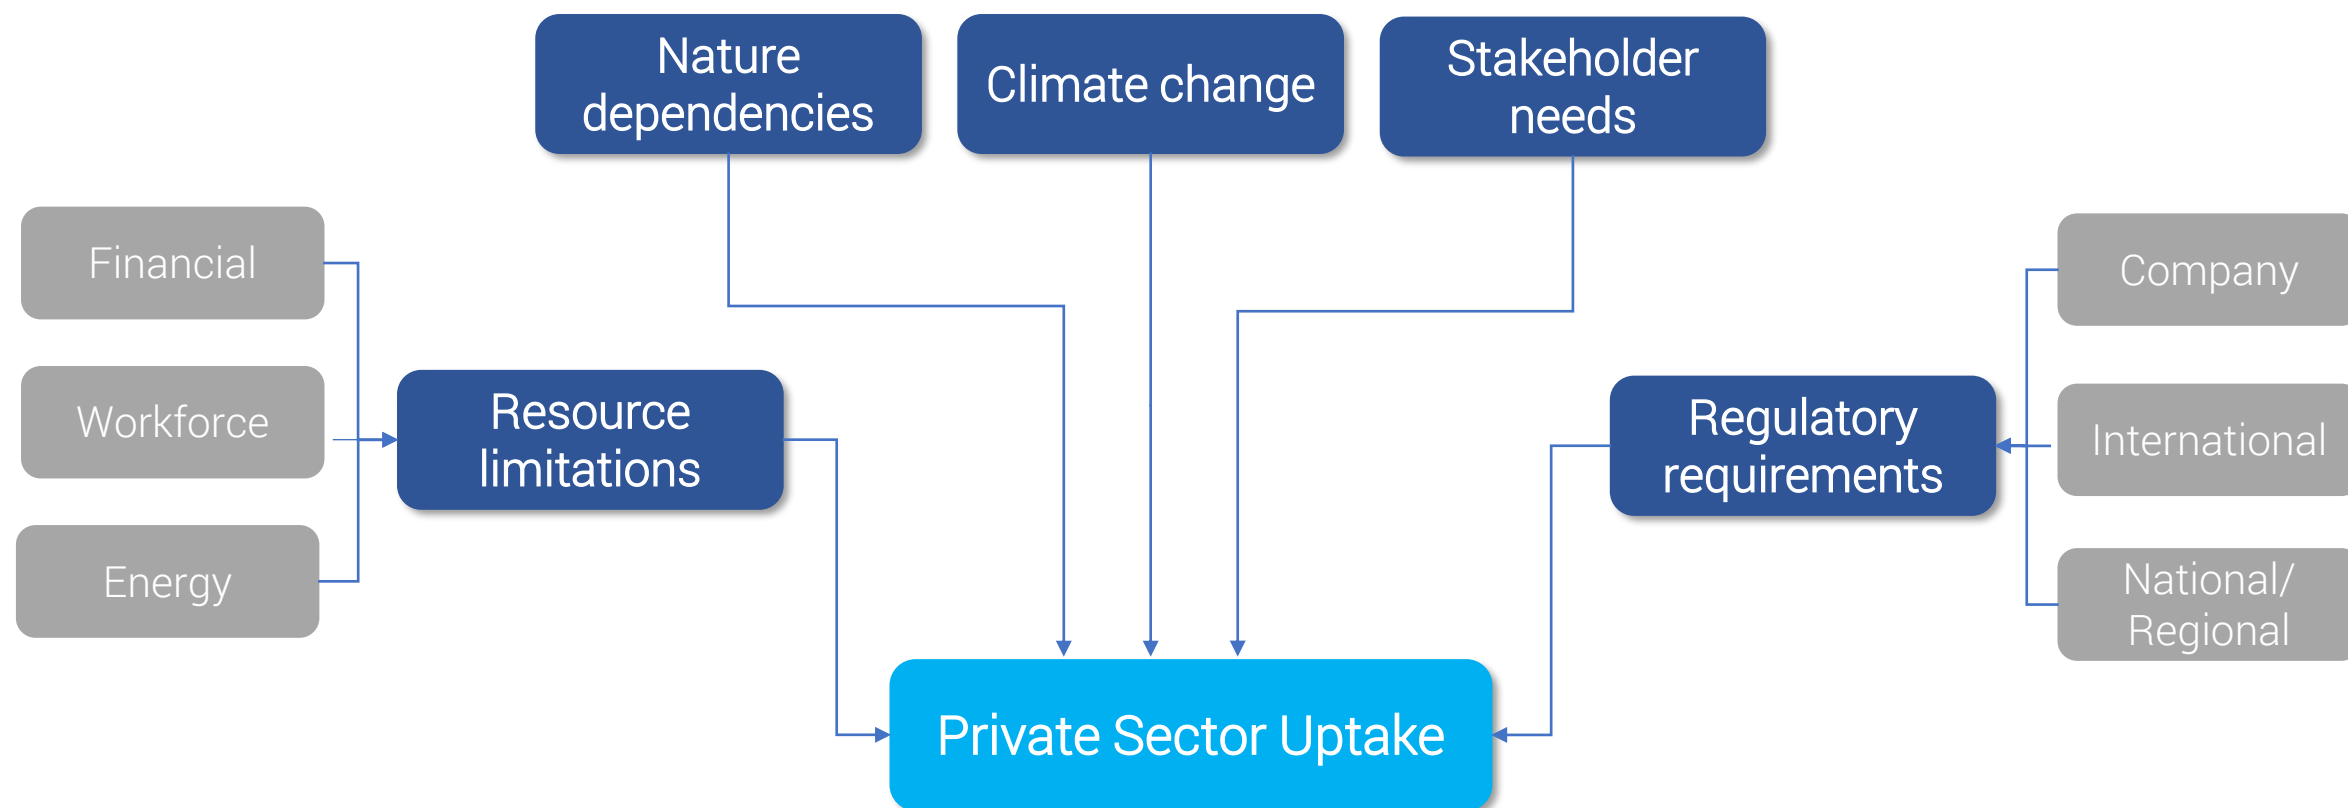 Nature
dependencies
Climate change
Stakeholder
needs
Financial
Workforce
Energy
Resource
limitations
Regulatory
requirements
Company
International
National/
Regional
Private Sector Uptake